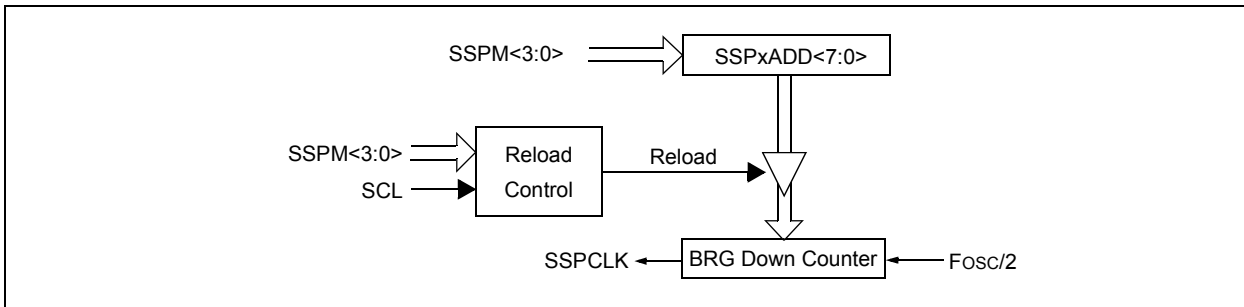 SSPM<3:0>
SSPxADD<7:0>
SSPM<3:0>
SCL
Reload
Control
Reload
SSPCLK
BRG Down Counter
FOSC/2